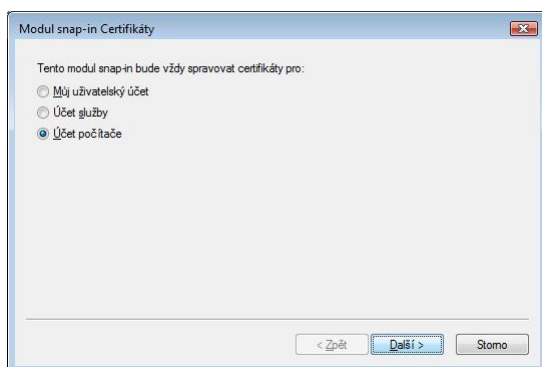 Modul snap-in Certifikáty
Tento modul snap-in bude vždy spravovat certifikáty pro:
Můj uživatelský účet
Účet služby
Účet počítače
< Zpět
Další >
Storno